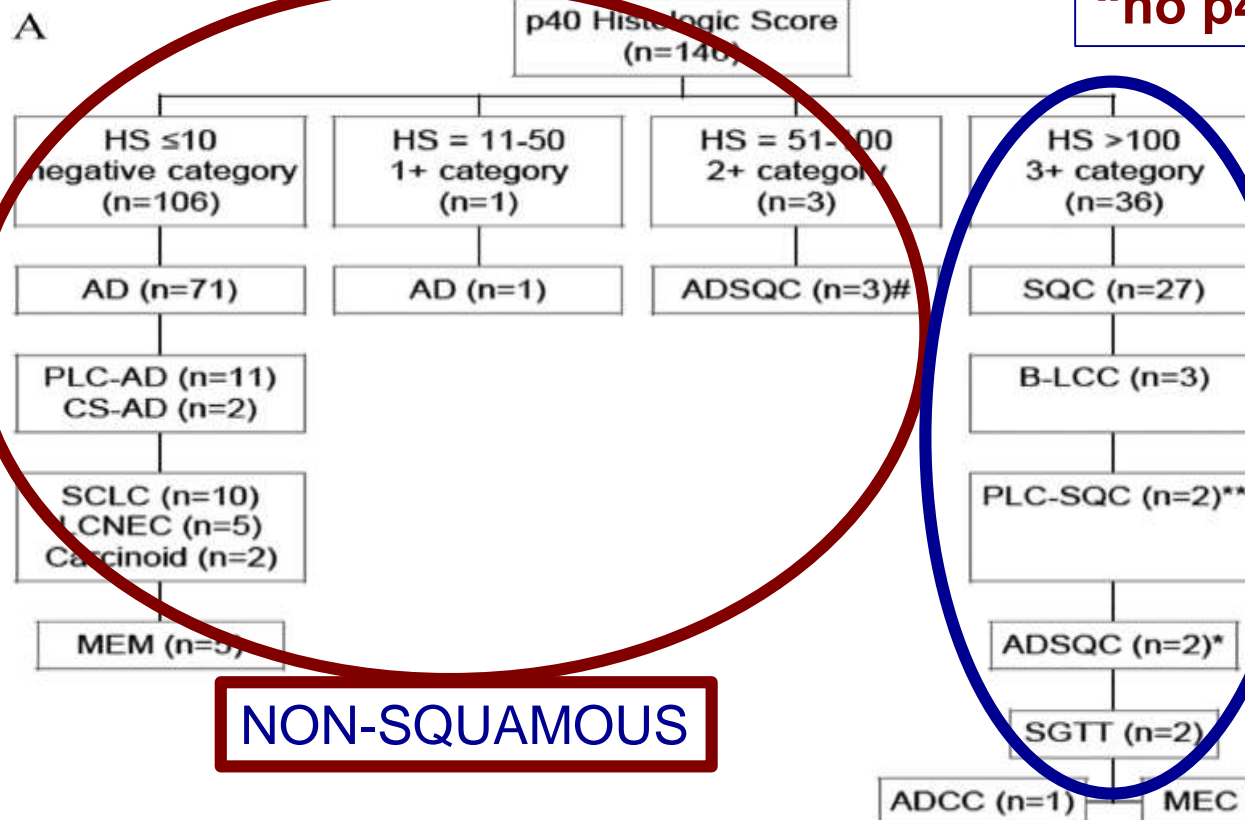 A
p40 Histologic Score
(n=146)
"no p4
HS ≤10
negative category
(n=106)
HS = 11-50
1+ category
(n=1)
HS = 51-100
2+ category
(n=3)
HS >100
3+ category
(n=36)
AD (n=71)
AD (n=1)
ADSQC (n=3)#
SQC (n=27)
PLC-AD (n=11)
CS-AD (n=2)
B-LCC (n=3)
SCLC (n=10)
LCNEC (n=5)
Carcinoid (n=2)
PLC-SQC (n=2)**
MEM (n=5)
ADSQC (n=2)*
NON-SQUAMOUS
SGTT (n=2)
ADCC (n=1)
MEC